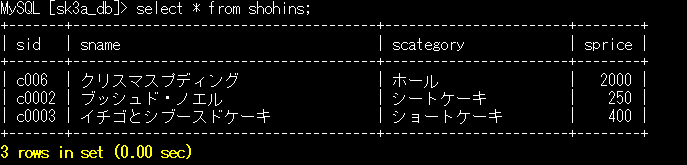 MySQL [sk3a_db]> select * from shohins;
+-------+-----------------------------------+-----------------+--------+
| sid | sname | scategory | sprice |
+-------+-----------------------------------+-----------------+--------+
| c006 | クリスマスプディング | ホール | 2000 |
| c0002 | ブッシュド・ノエル | シートケーキ | 250 |
| c0003 | イチゴとシブースドケーキ | ショートケーキ | 400 |
+-------+-----------------------------------+-----------------+--------+
3 rows in set (0.00 sec)